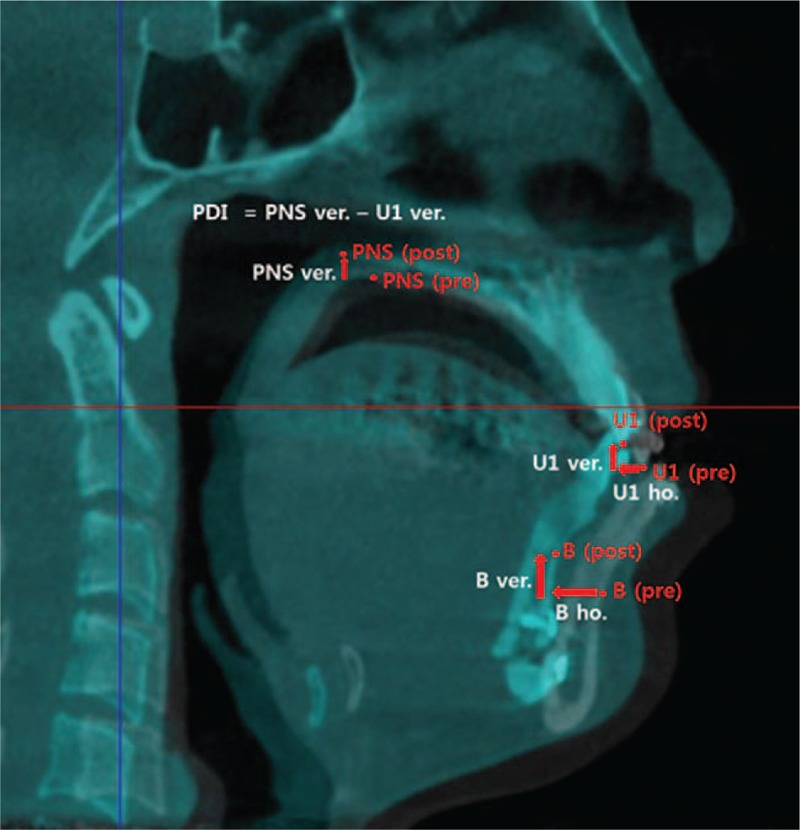 PDI = PNS ver. – U1 ver.
PNS (post)
PNS ver.
PNS (pre)
U1 (post)
U1 ver.
U1 (pre)
U1 ho.
B (post)
B ver.
B (pre)
B ho.